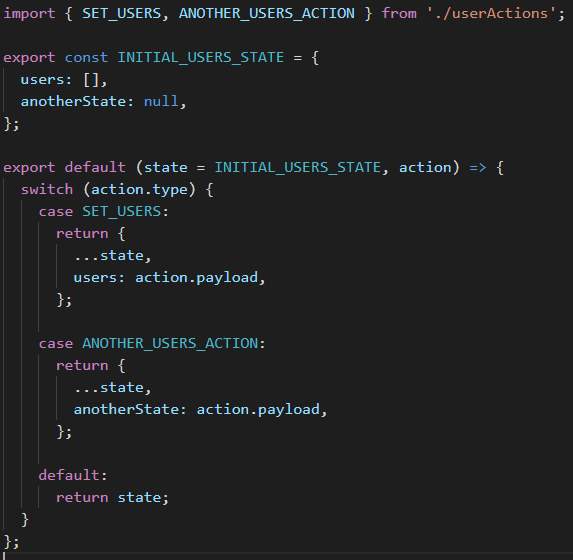 import { SET_USERS, ANOTHER_USERS_ACTION } from './userActions';

export const INITIAL_USERS_STATE = {
  users: [],
  anotherState: null,
};

export default (state = INITIAL_USERS_STATE, action) => {
  switch (action.type) {
    case SET_USERS:
      return {
        ...state,
        users: action.payload,
      };

    case ANOTHER_USERS_ACTION:
      return {
        ...state,
        anotherState: action.payload,
      };

    default:
      return state;
  }
};